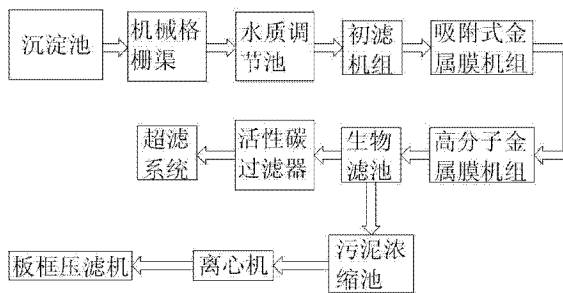 沉淀池
机械格
栅渠
水质调
节池
初滤
机组
吸附式金
属膜机组
超滤
系统
活性碳
过滤器
生物
滤池
高分子金
属膜机组
污泥浓
缩池
离心机
板框压滤机